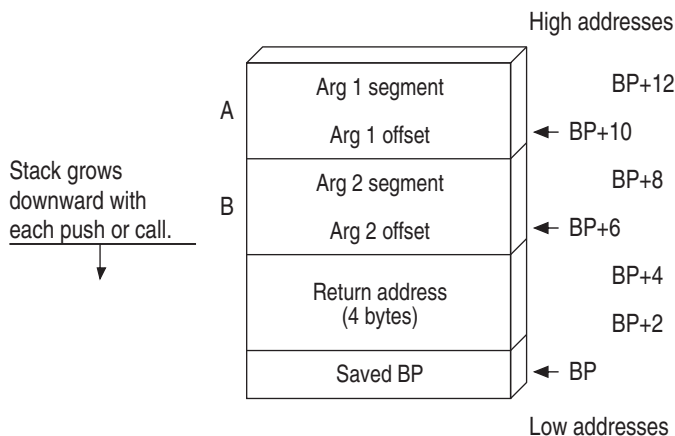 High addresses
Arg 1 segment
BP+12
A
Arg 1 offset
BP+10
Stack grows
downward with
each push or call.
Arg 2 segment
BP+8
B
Arg 2 offset
BP+6
Return address
(4 bytes)
BP+4
BP+2
Saved BP
BP
Low addresses